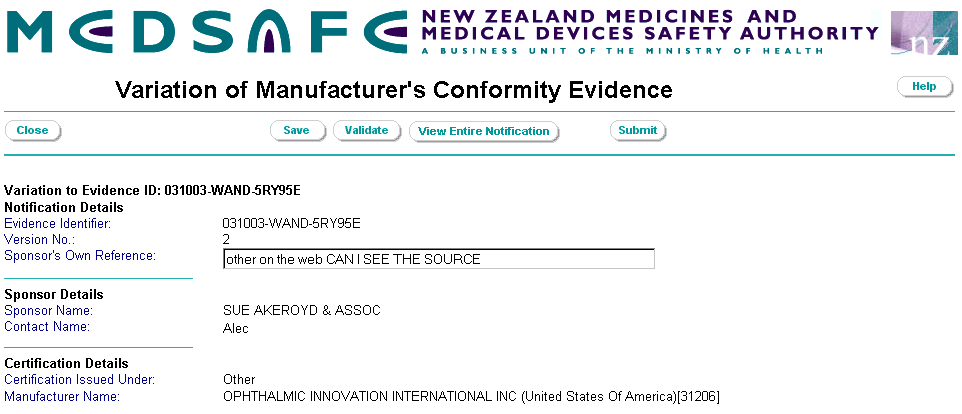 MEDSAFE
NEW ZEALAND MEDICINES AND
MEDICAL DEVICES SAFETY AUTHORITY
A BUSINESS UNIT OF THE MINISTRY OF HEALTH
nz
Variation of Manufacturer's Conformity Evidence
Help
Close Save Validate View Entire Notification Submit
Variation to Evidence ID: 031003-WAND-5RY95E
Notification Details
Evidence Identifier: 031003-WAND-5RY95E
Version No.: 2
Sponsor's Own Reference: other on the web CAN I SEE THE SOURCE
Sponsor Details
Sponsor Name: SUE AKEROYD & ASSOC
Contact Name: Alec
Certification Details
Certification Issued Under: Other
Manufacturer Name: OPHTHALMIC INNOVATION INTERNATIONAL INC (United States Of America)[31206]